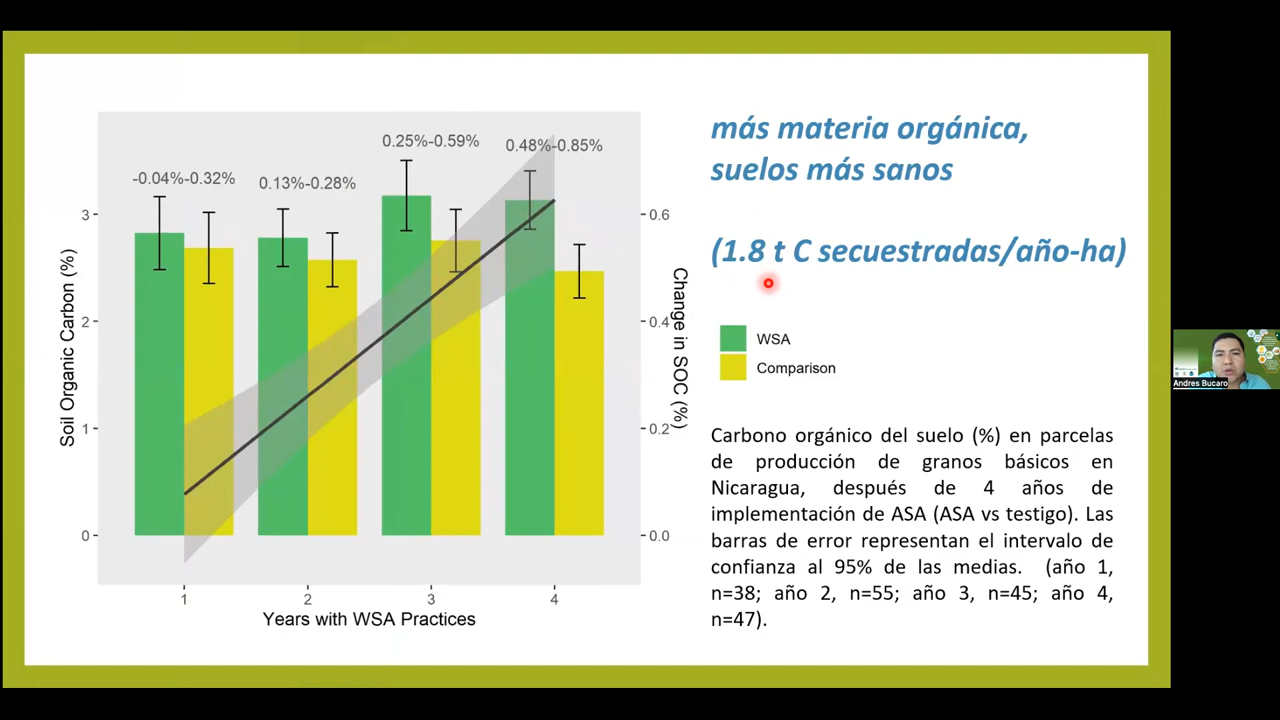 más materia orgánica,
suelos más sanos
(1.8 t C secuestradas/año-ha)
-0.04%-0.32%
0.13%-0.28%
0.25%-0.59%
0.48%-0.85%
Soil Organic Carbon (%)
3
2
1
0
0.6
0.4
0.2
0.0
Change in SOC (%)
1
2
3
4
Years with WSA Practices
WSA
Comparison
Carbono orgánico del suelo (%) en parcelas
de producción de granos básicos en
Nicaragua, después de 4 años de
implementación de ASA (ASA vs testigo). Las
barras de error representan el intervalo de
confianza al 95% de las medias. (año 1,
n=38; año 2, n=55; año 3, n=45; año 4,
n=47).
Andres Bucaro